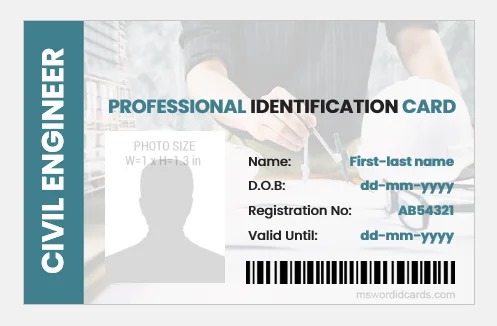 CIVIL ENGINEER
PROFESSIONAL IDENTIFICATION CARD
PHOTO SIZE
W=1 x H=1.3 in
Name: First-last name
D.O.B: dd-mm-yyyy
Registration No: AB54321
Valid Until: dd-mm-yyyy
mswordidcards.com